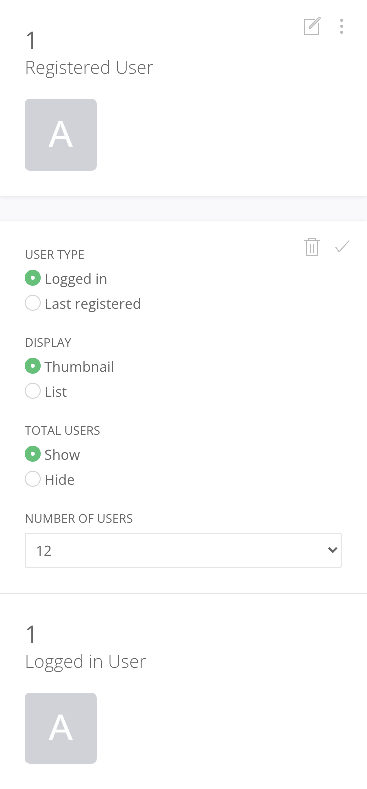 1
Registered User
A
USER TYPE
Logged in
Last registered
DISPLAY
Thumbnail
List
TOTAL USERS
Show
Hide
NUMBER OF USERS
12
1
Logged in User
A